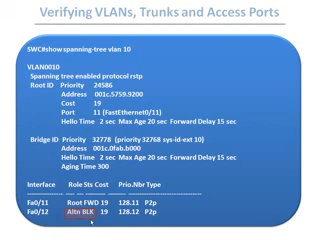 Verifying VLANs, Trunks and Access Ports
SWC#show spanning-tree vlan 10
VLAN0010
Spanning tree enabled protocol rstp
Root ID Priority 24586
Address 001c.5759.9200
Cost 19
Port 11 (FastEthernet0/11)
Hello Time 2 sec Max Age 20 sec Forward Delay 15 sec
Bridge ID Priority 32778 (priority 32768 sys-id-ext 10)
Address 001c.0fab.b000
Hello Time 2 sec Max Age 20 sec Forward Delay 15 sec
Aging Time 300
Interface Role Sts Cost Prio.Nbr Type
Fa0/11 Root FWD 19 128.11 P2p
Fa0/12 Altn BLK 19 128.12 P2p